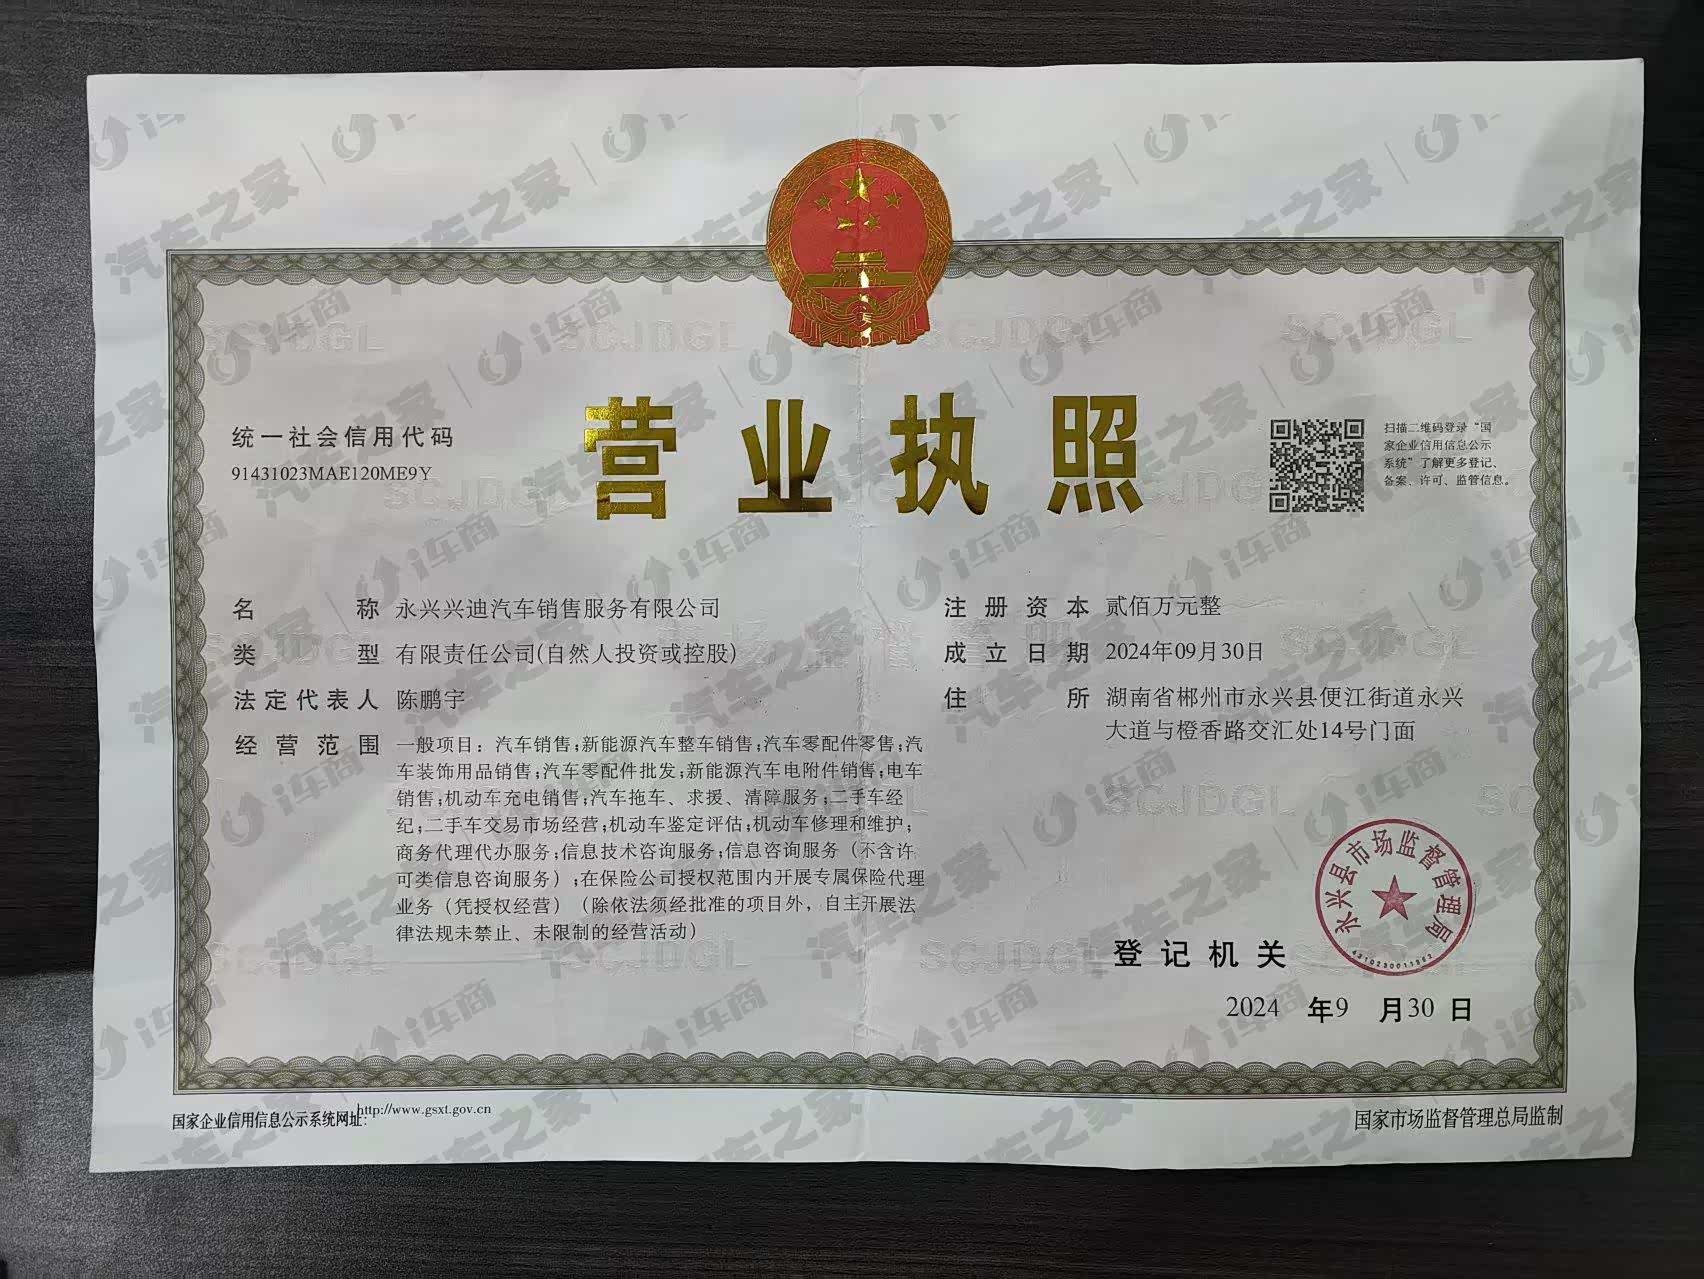 营业执照
统一社会信用代码
91431023MAE120ME9Y
扫描二维码登录“国
家企业信用信息公示
系统”了解更多登记、
备案、许可、监管信息。
名称 永兴兴迪汽车销售服务有限公司
类型 有限责任公司(自然人投资或控股)
法定代表人 陈鹏宇
经营范围 一般项目：汽车销售;新能源汽车整车销售;汽车零配件零售;汽
车装饰用品销售;汽车零配件批发;新能源汽车电附件销售;电车
销售;机动车充电销售;汽车拖车、求援、清障服务;二手车经
纪;二手车交易市场经营;机动车鉴定评估;机动车修理和维护;
商务代理代办服务;信息技术咨询服务;信息咨询服务（不含许
可类信息咨询服务）;在保险公司授权范围内开展专属保险代理
业务（凭授权经营）（除依法须经批准的项目外，自主开展法
律法规未禁止、未限制的经营活动）
注册资本 贰佰万元整
成立日期 2024年09月30日
住所 湖南省郴州市永兴县便江街道永兴
大道与橙香路交汇处14号门面
永兴县市场监督管理局
登记机关
2024 年9 月30 日
国家企业信用信息公示系统网址: http://www.gsxt.gov.cn
国家市场监督管理总局监制
汽车之家 | i车商
SCJDGL